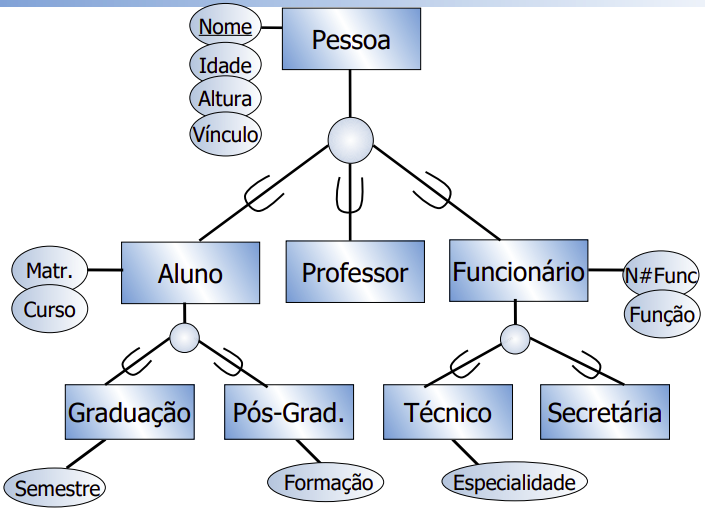 Nome
Pessoa
Idade
Altura
Vínculo
Matr.
Aluno
Professor
Funcionário
N#Func
Curso
Função
Graduação
Pós-Grad.
Técnico
Secretária
Semestre
Formação
Especialidade